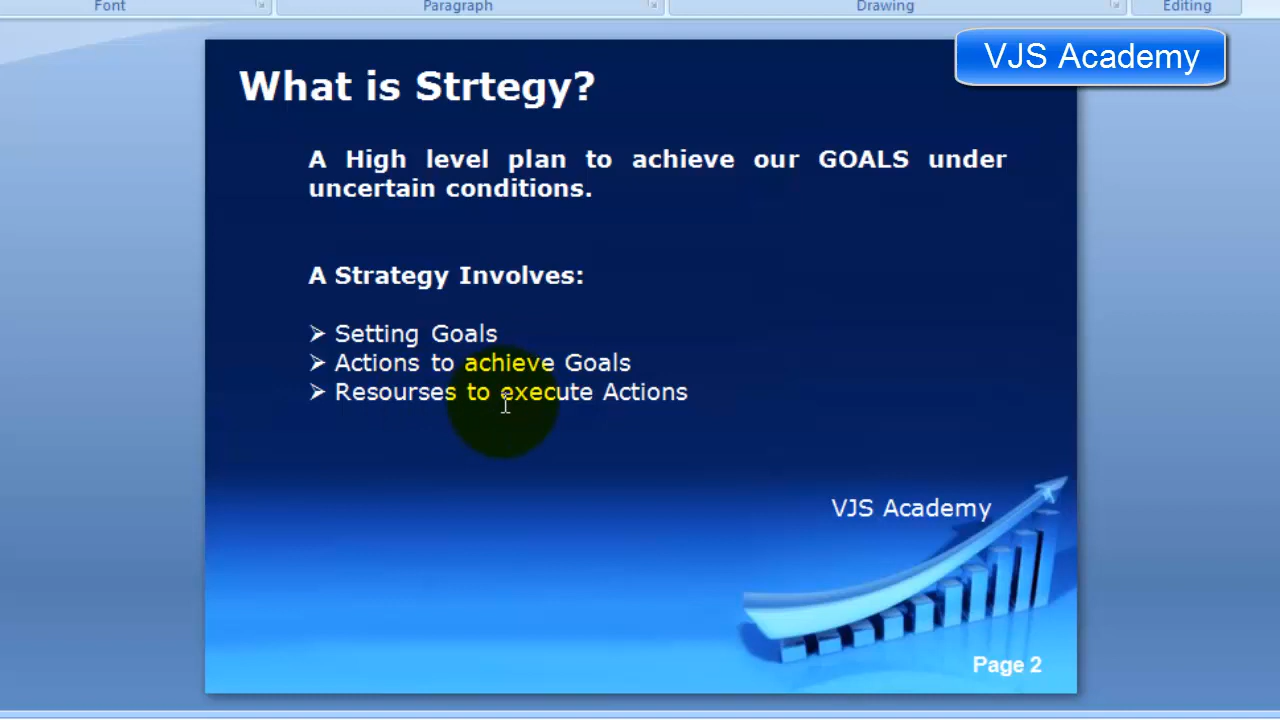 Font Paragraph Drawing Editing
VJS Academy
What is Strtegy?
A High level plan to achieve our GOALS under
uncertain conditions.
A Strategy Involves:
➢ Setting Goals
➢ Actions to achieve Goals
➢ Resourses to execute Actions
VJS Academy
Page 2